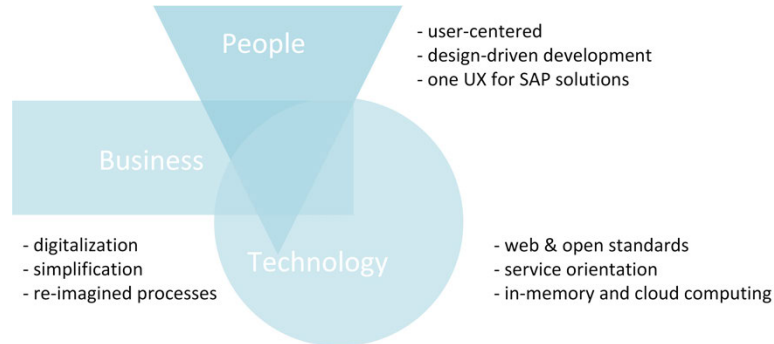 People
- user-centered
- design-driven development
- one UX for SAP solutions
Business
- digitalization
- simplification
- re-imagined processes
Technology
- web & open standards
- service orientation
- in-memory and cloud computing